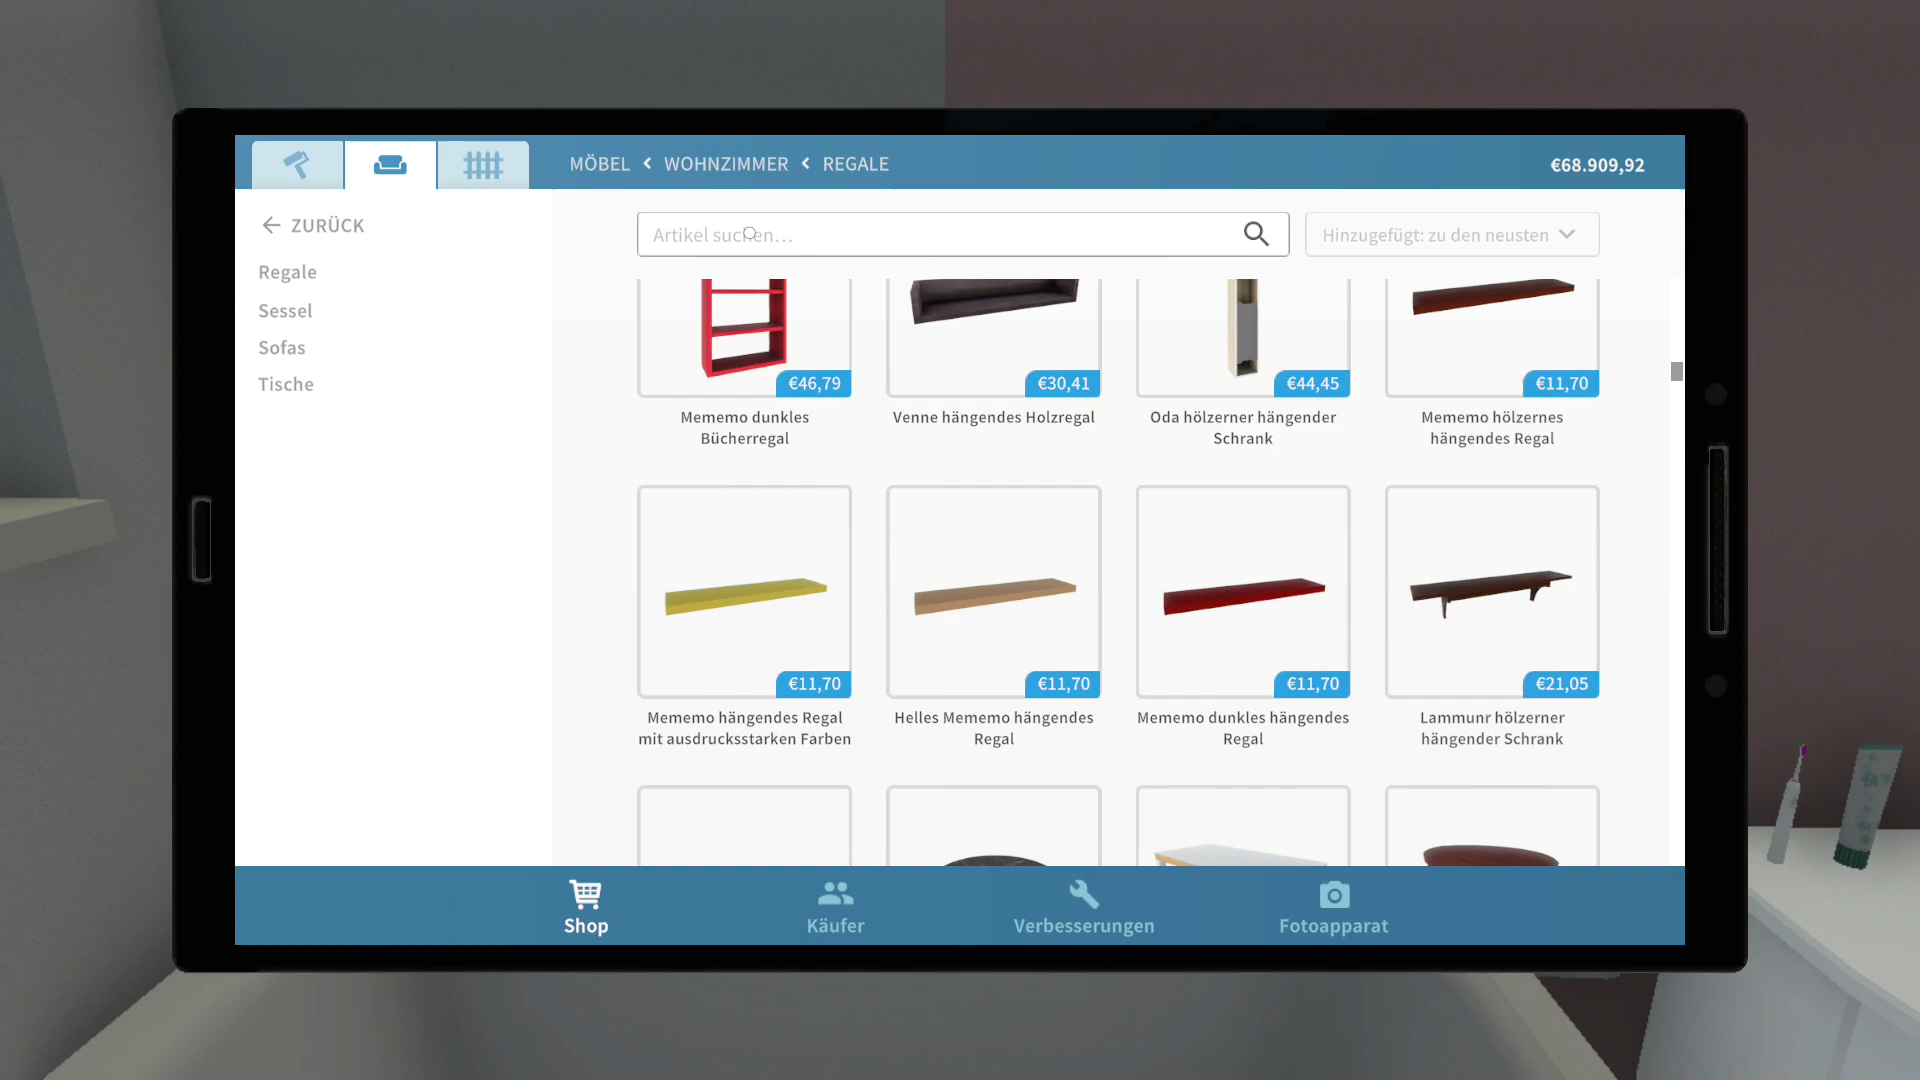 MÖBEL < WOHNZIMMER < REGALE
€68.909,92
ZURÜCK
Regale
Sessel
Sofas
Tische
Artikel suchen...
Hinzugefügt: zu den neusten
€46,79
€30,41
€44,45
€11,70
Mememo dunkles
Bücherregal
Venne hängendes Holzregal
Oda hölzerner hängender
Schrank
Mememo hölzernes
hängendes Regal
€11,70
€11,70
€11,70
€21,05
Mememo hängendes Regal
mit ausdrucksstarken Farben
Helles Mememo hängendes
Regal
Mememo dunkles hängendes
Regal
Lammunr hölzerner
hängender Schrank
Shop
Käufer
Verbesserungen
Fotoapparat